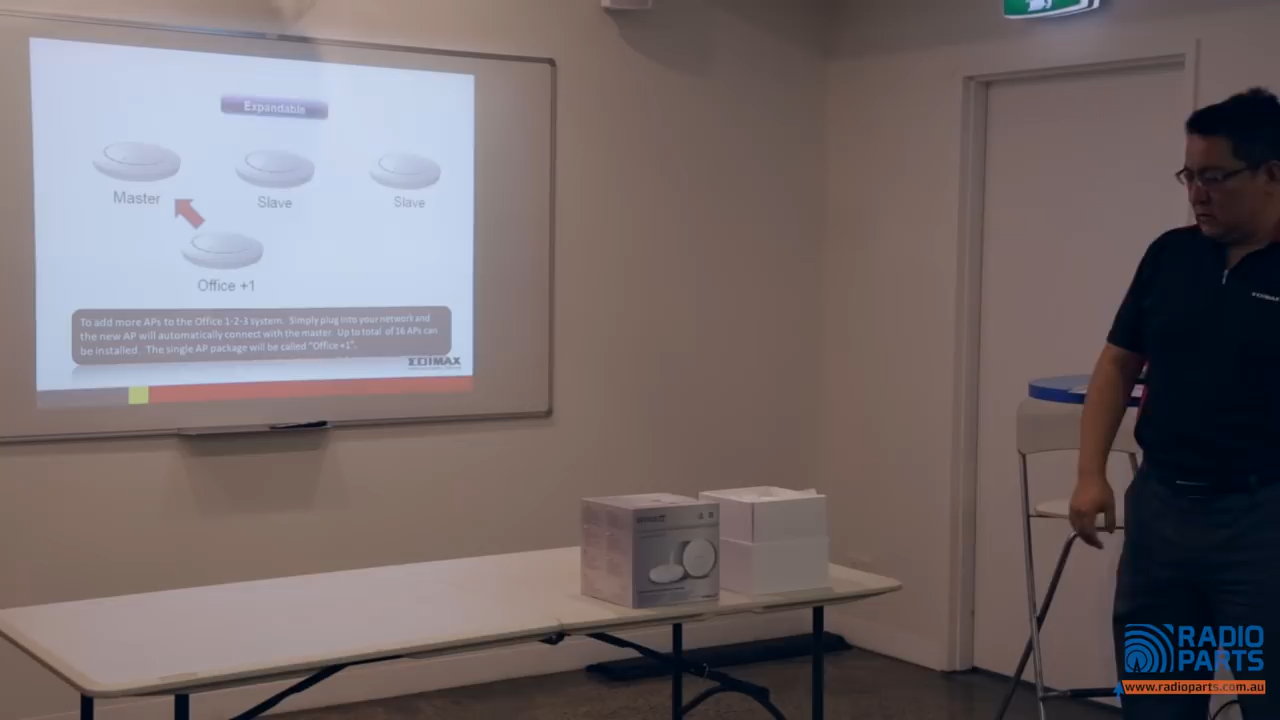 Expandable
Master
Slave
Slave
Office +1
To add more APs to the Office 1-2-3 system. Simply plug into your network and
the new AP will automatically connect with the master. Up to total of 16 APs can
be installed. The single AP package will be called "Office +1".
EDIMAX
EDIMAX
RADIO
PARTS
www.radioparts.com.au